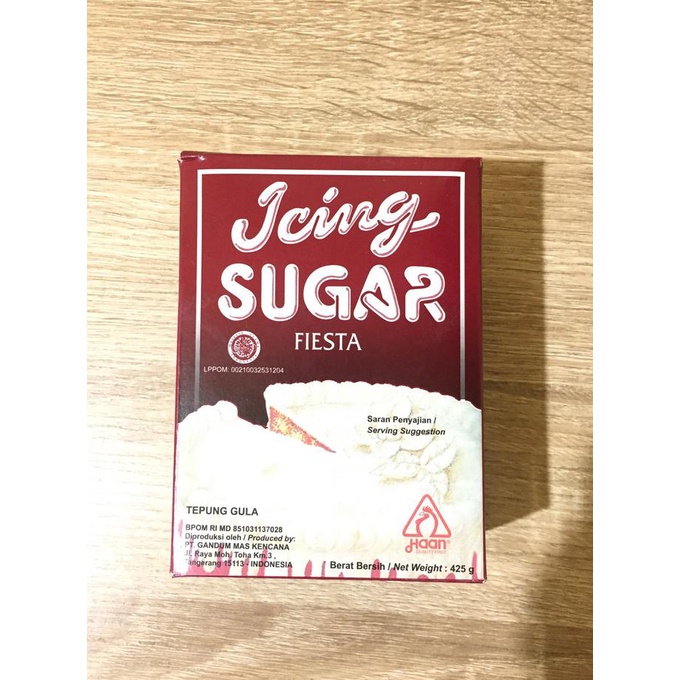 Icing
SUGAR
FIESTA
LPPOM: 00210032531204
Saran Penyajian /
Serving Suggestion
TEPUNG GULA
BPOM RI MD 851031137028
Diproduksi oleh / Produced by:
PT. GANDUM MAS KENCANA
Jl. Raya Moh. Toha Km.3 ,
Tangerang 15113 - INDONESIA
Haan
Berat Bersih / Net Weight : 425 g